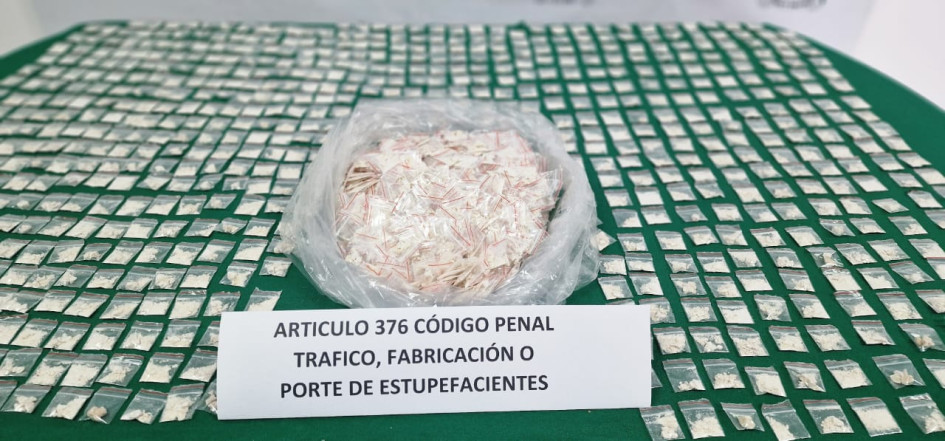 ARTICULO 376 CÓDIGO PENAL
TRAFICO, FABRICACIÓN O
PORTE DE ESTUPEFACIENTES